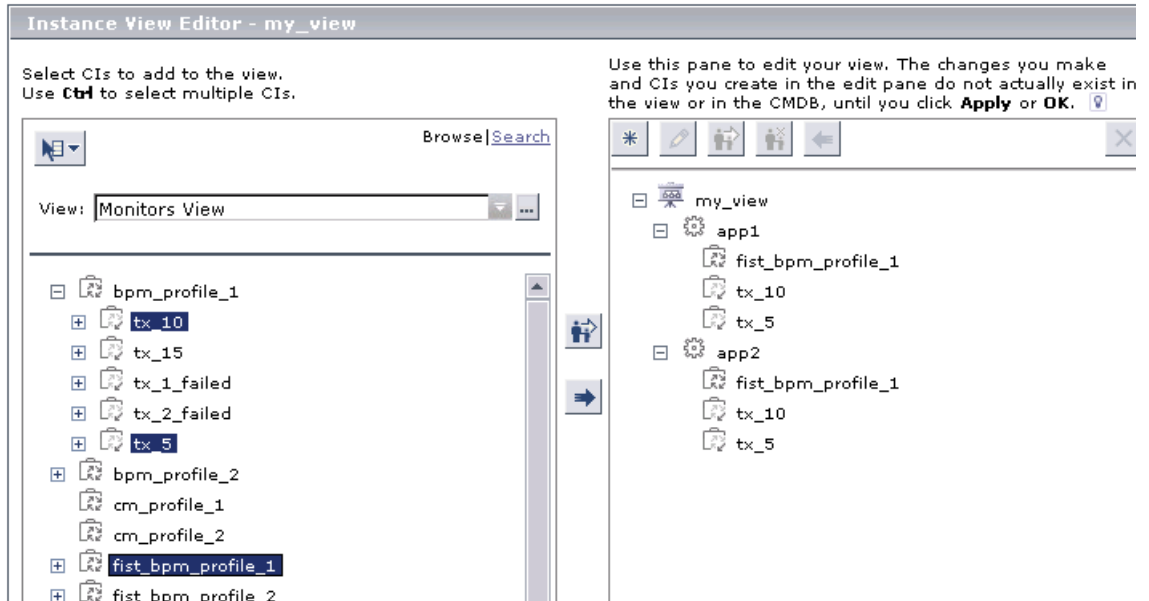 Instance View Editor - my_view
Select CIs to add to the view.
Use Ctrl to select multiple CIs.
Browse|Search
View: Monitors View
...
bpm_profile_1
tx_10
tx_15
tx_1_failed
tx_2_failed
tx_5
bpm_profile_2
cm_profile_1
cm_profile_2
fist_bpm_profile_1
fist_bpm_profile_2
Use this pane to edit your view. The changes you make
and CIs you create in the edit pane do not actually exist in
the view or in the CMDB, until you click Apply or OK.
my_view
app1
fist_bpm_profile_1
tx_10
tx_5
app2
fist_bpm_profile_1
tx_10
tx_5